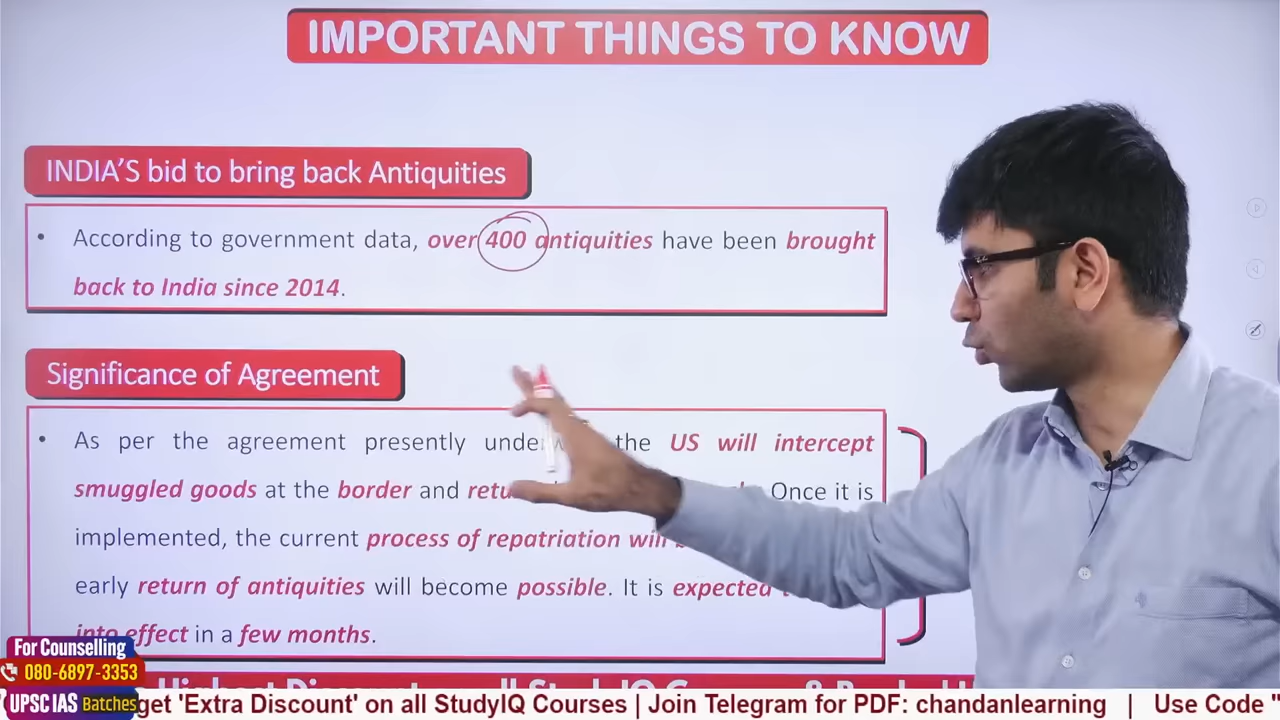 IMPORTANT THINGS TO KNOW
INDIA'S bid to bring back Antiquities
• According to government data, over 400 antiquities have been brought
back to India since 2014.
Significance of Agreement
• As per the agreement presently the US will intercept
smuggled goods at the border and Once it is
implemented, the current process of repatriation will
early return of antiquities will become possible. It is expected
into effect in a few months.
For Counselling
080-6897-3353
UPSC IAS Batches
get 'Extra Discount' on all StudyIQ Courses | Join Telegram for PDF: chandanlearning | Use Code "